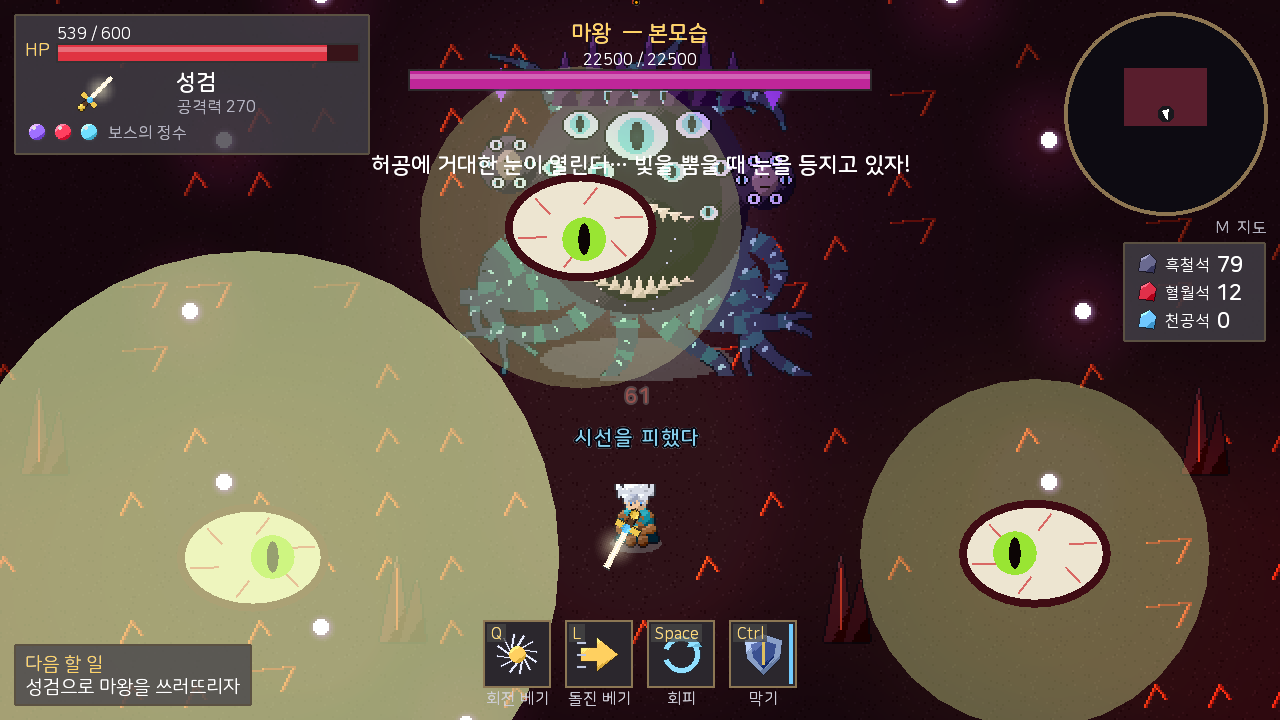 539 / 600
HP
성검
공격력 270
보스의 정수
마왕 — 본모습
22500 / 22500
허공에 거대한 눈이 열린다… 빛을 뿜을 때 눈을 등지고 있자!
M 지도
흑철석 79
혈월석 12
천공석 0
61
시선을 피했다
다음 할 일
성검으로 마왕을 쓰러뜨리자
Q
L
Space
Ctrl
회전 베기
돌진 베기
회피
막기